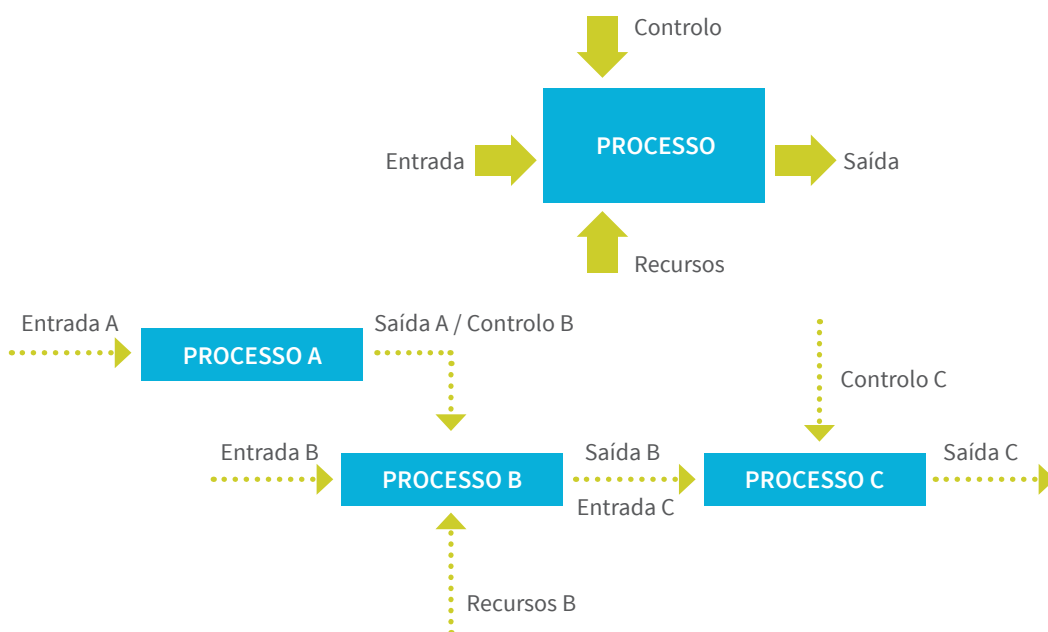 Controlo
PROCESSO
Entrada
Saída
Recursos
Entrada A
Saída A / Controlo B
PROCESSO A
Controlo C
Entrada B
Saída B
Saída C
PROCESSO B
PROCESSO C
Entrada C
Recursos B